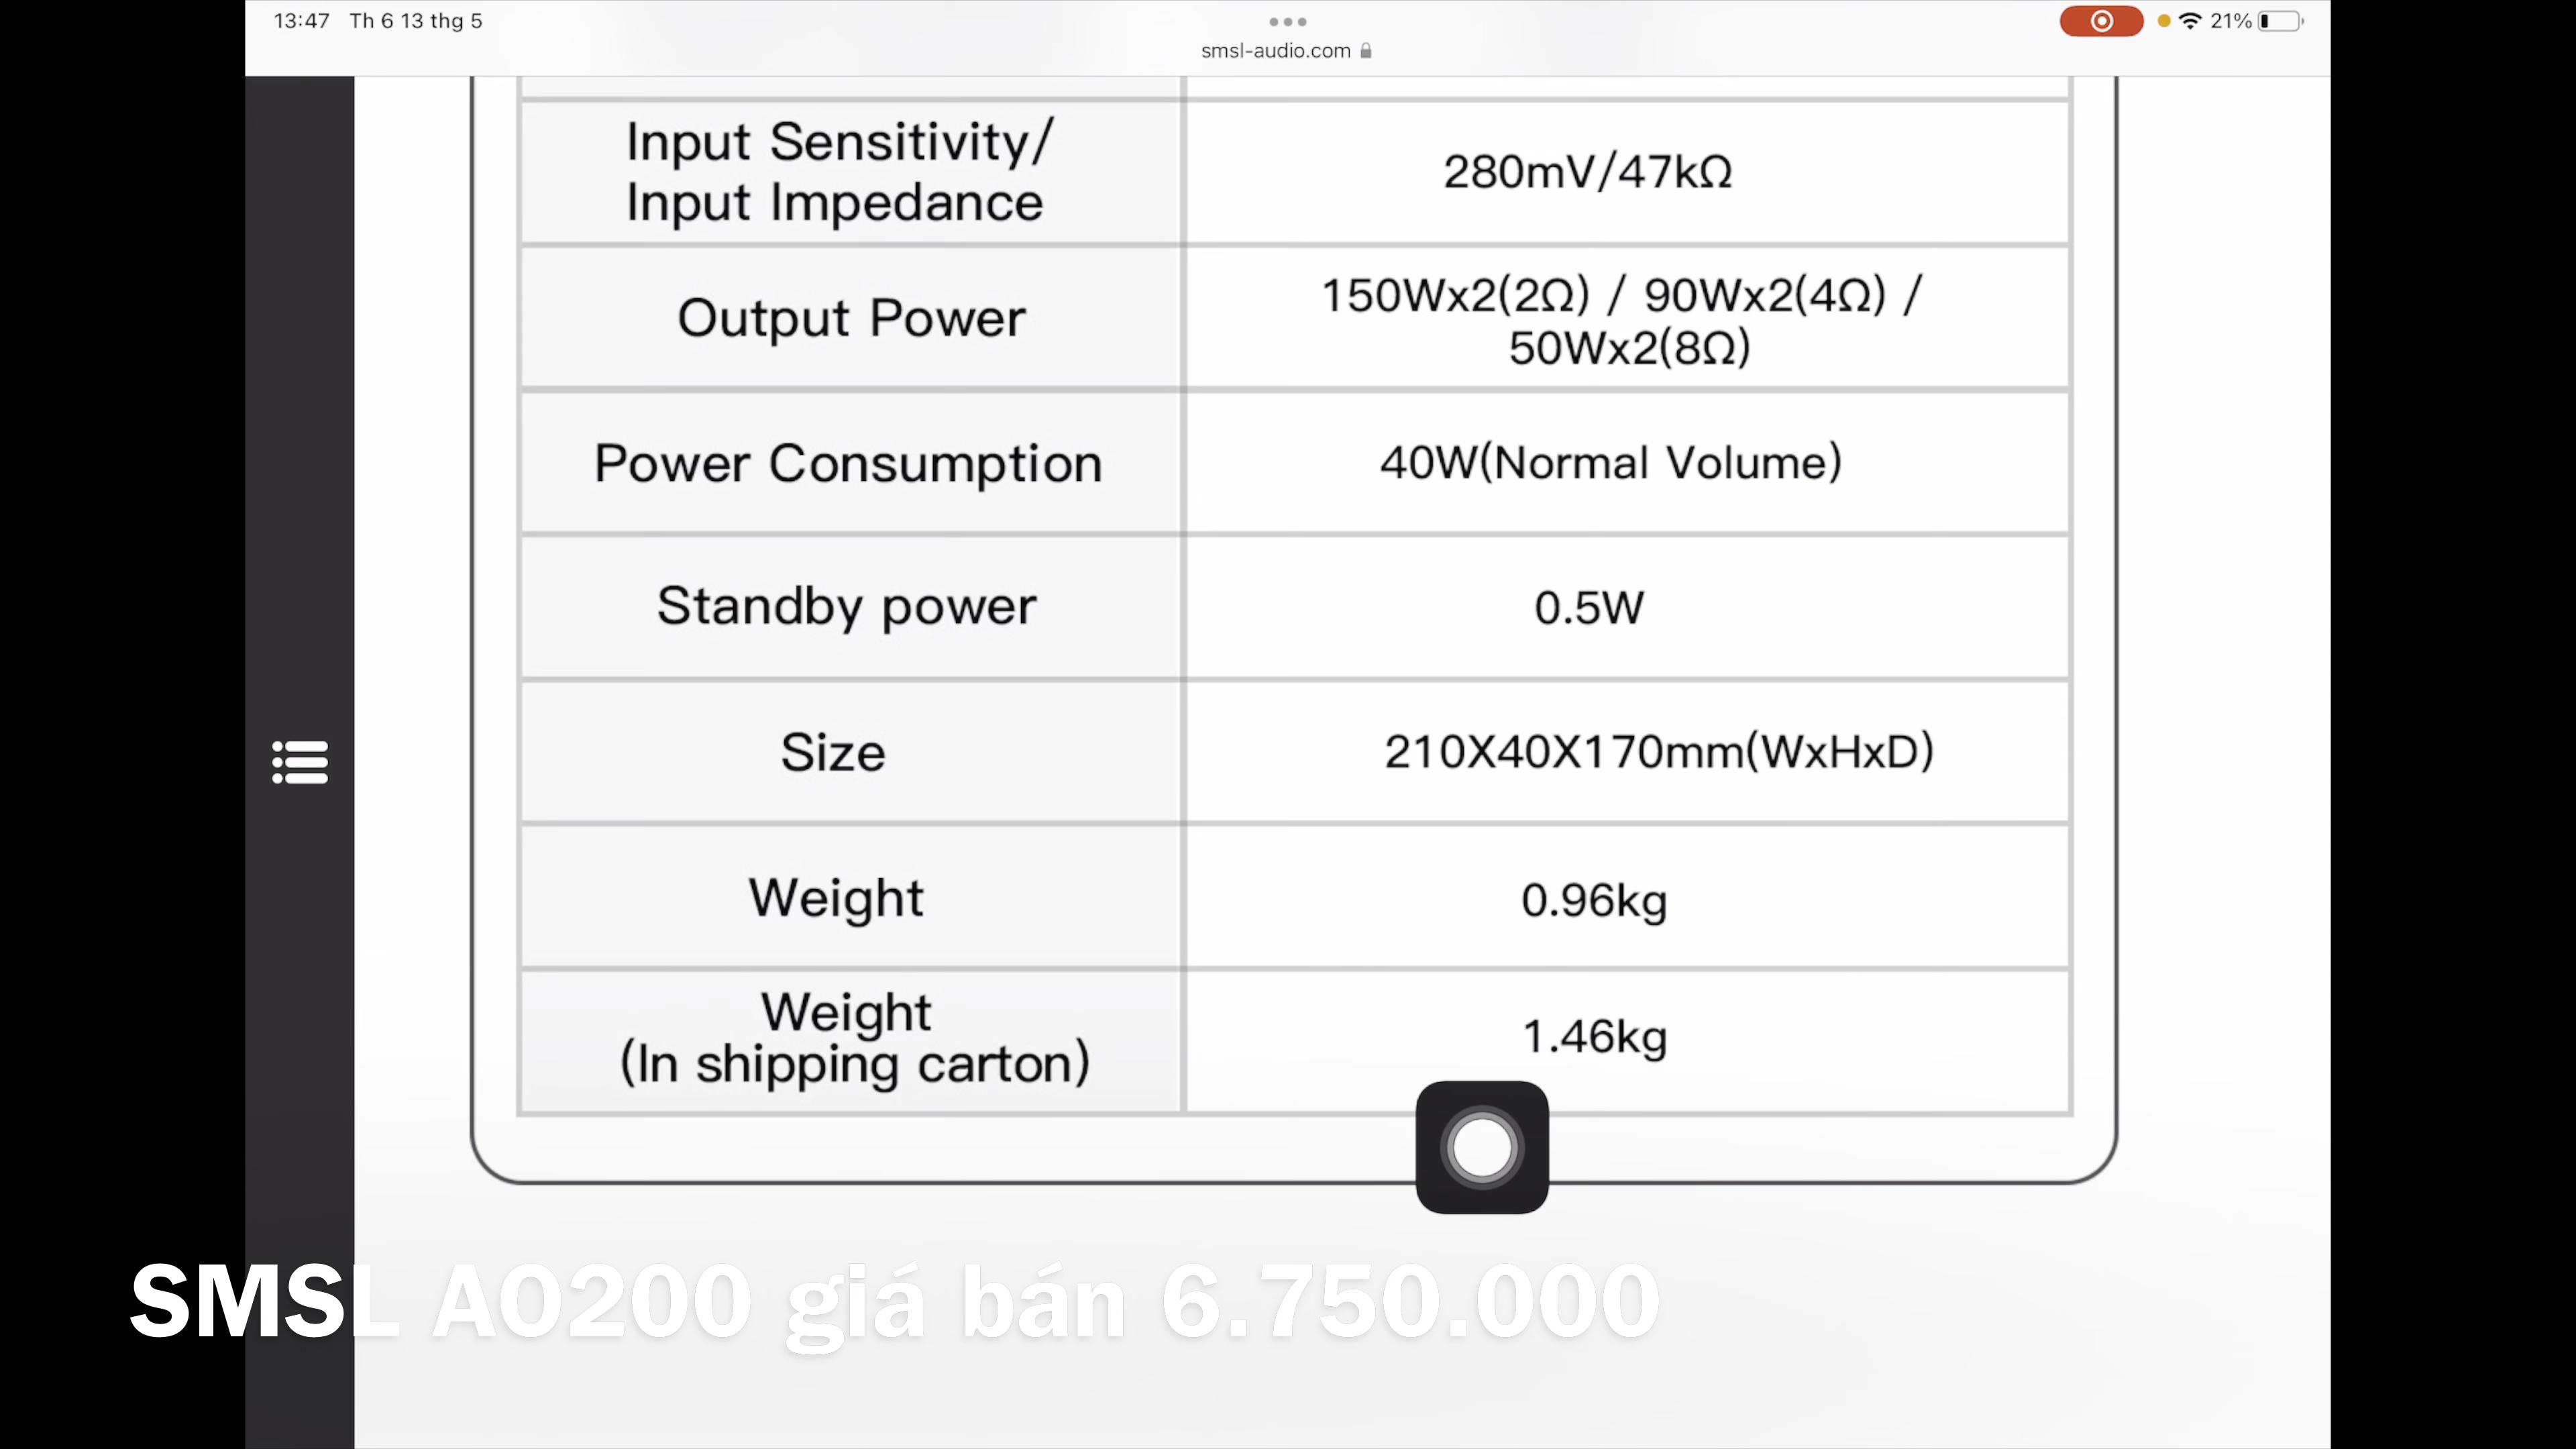 13:47 Th 6 13 thg 5
smsl-audio.com
21%
Input Sensitivity/
Input Impedance
280mV/47kΩ
Output Power
150Wx2(2Ω) / 90Wx2(4Ω) /
50Wx2(8Ω)
Power Consumption
40W(Normal Volume)
Standby power
0.5W
Size
210X40X170mm(WxHxD)
Weight
0.96kg
Weight
(In shipping carton)
1.46kg
SMSL AO200 giá bán 6.750.000